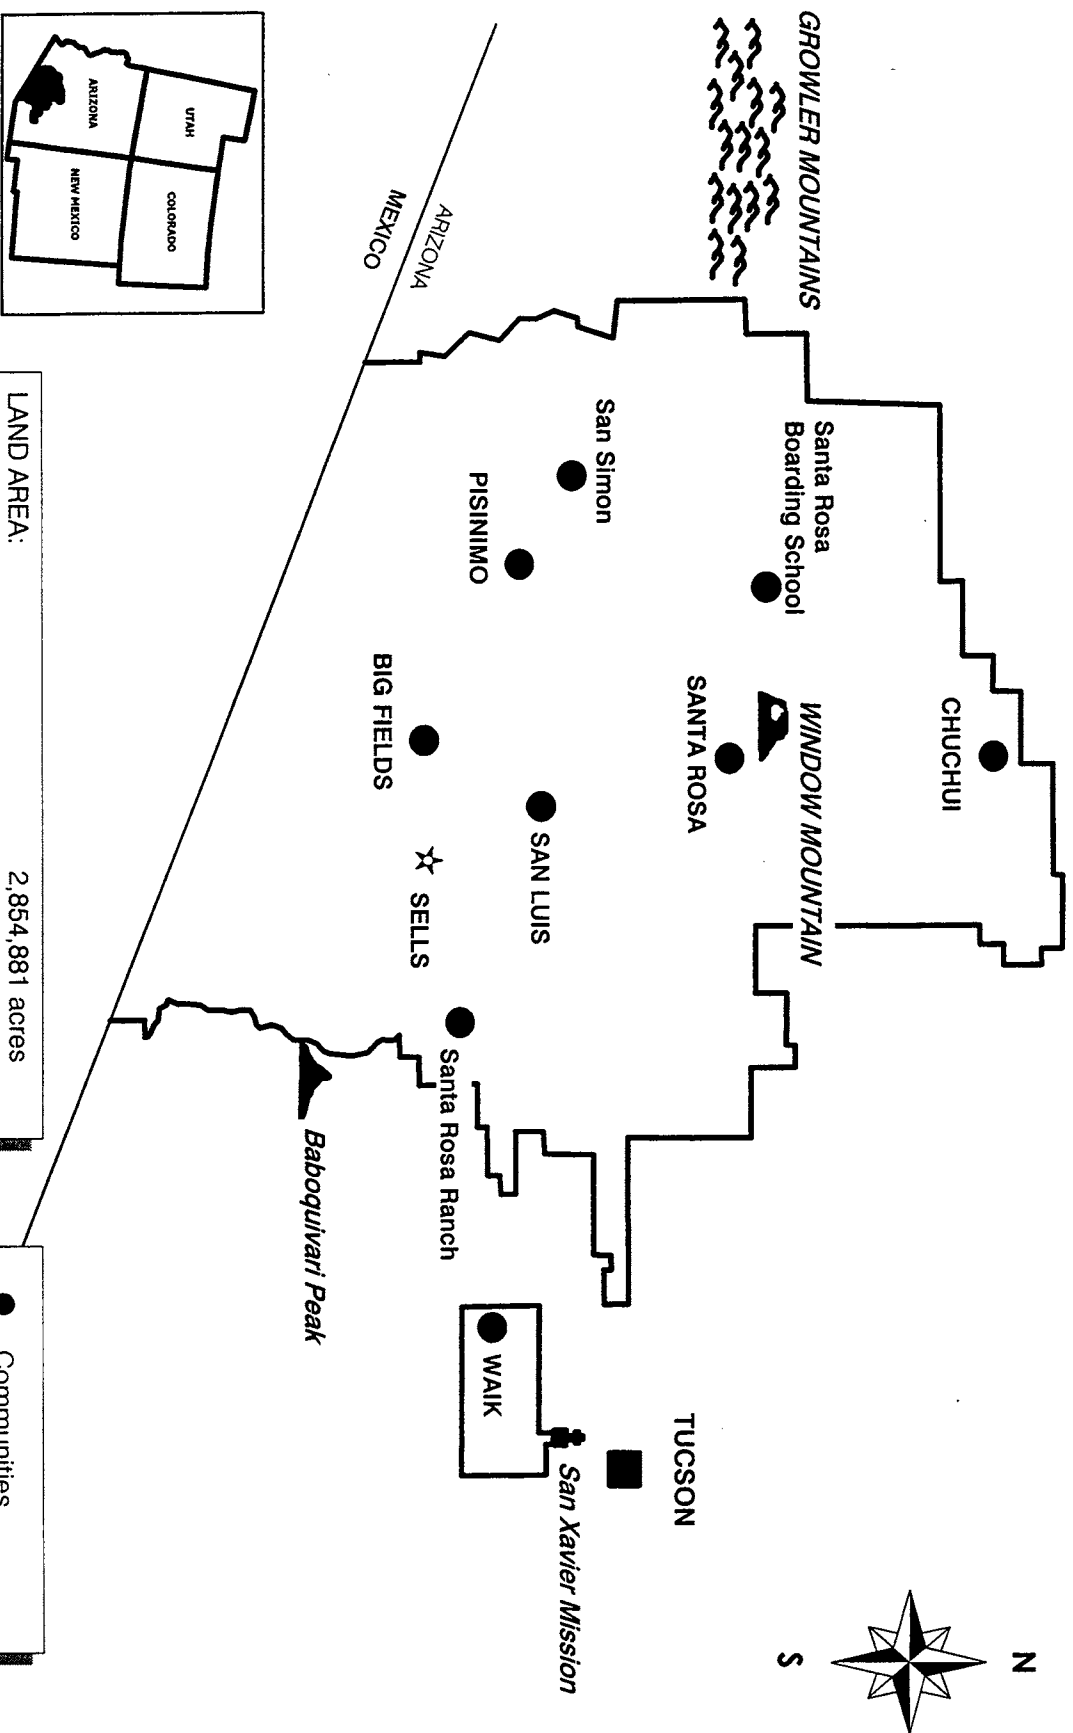 N
S
GROWLER MOUNTAINS
CHUCHUI
WINDOW MOUNTAIN
Santa Rosa
Boarding School
SANTA ROSA
TUCSON
San Simon
PISINIMO
SAN LUIS
San Xavier Mission
WAIK
BIG FIELDS
SELLS
Santa Rosa Ranch
Baboquivari Peak
ARIZONA
MEXICO
UTAH
COLORADO
ARIZONA
NEW MEXICO
LAND AREA: 2,854,881 acres
Communities